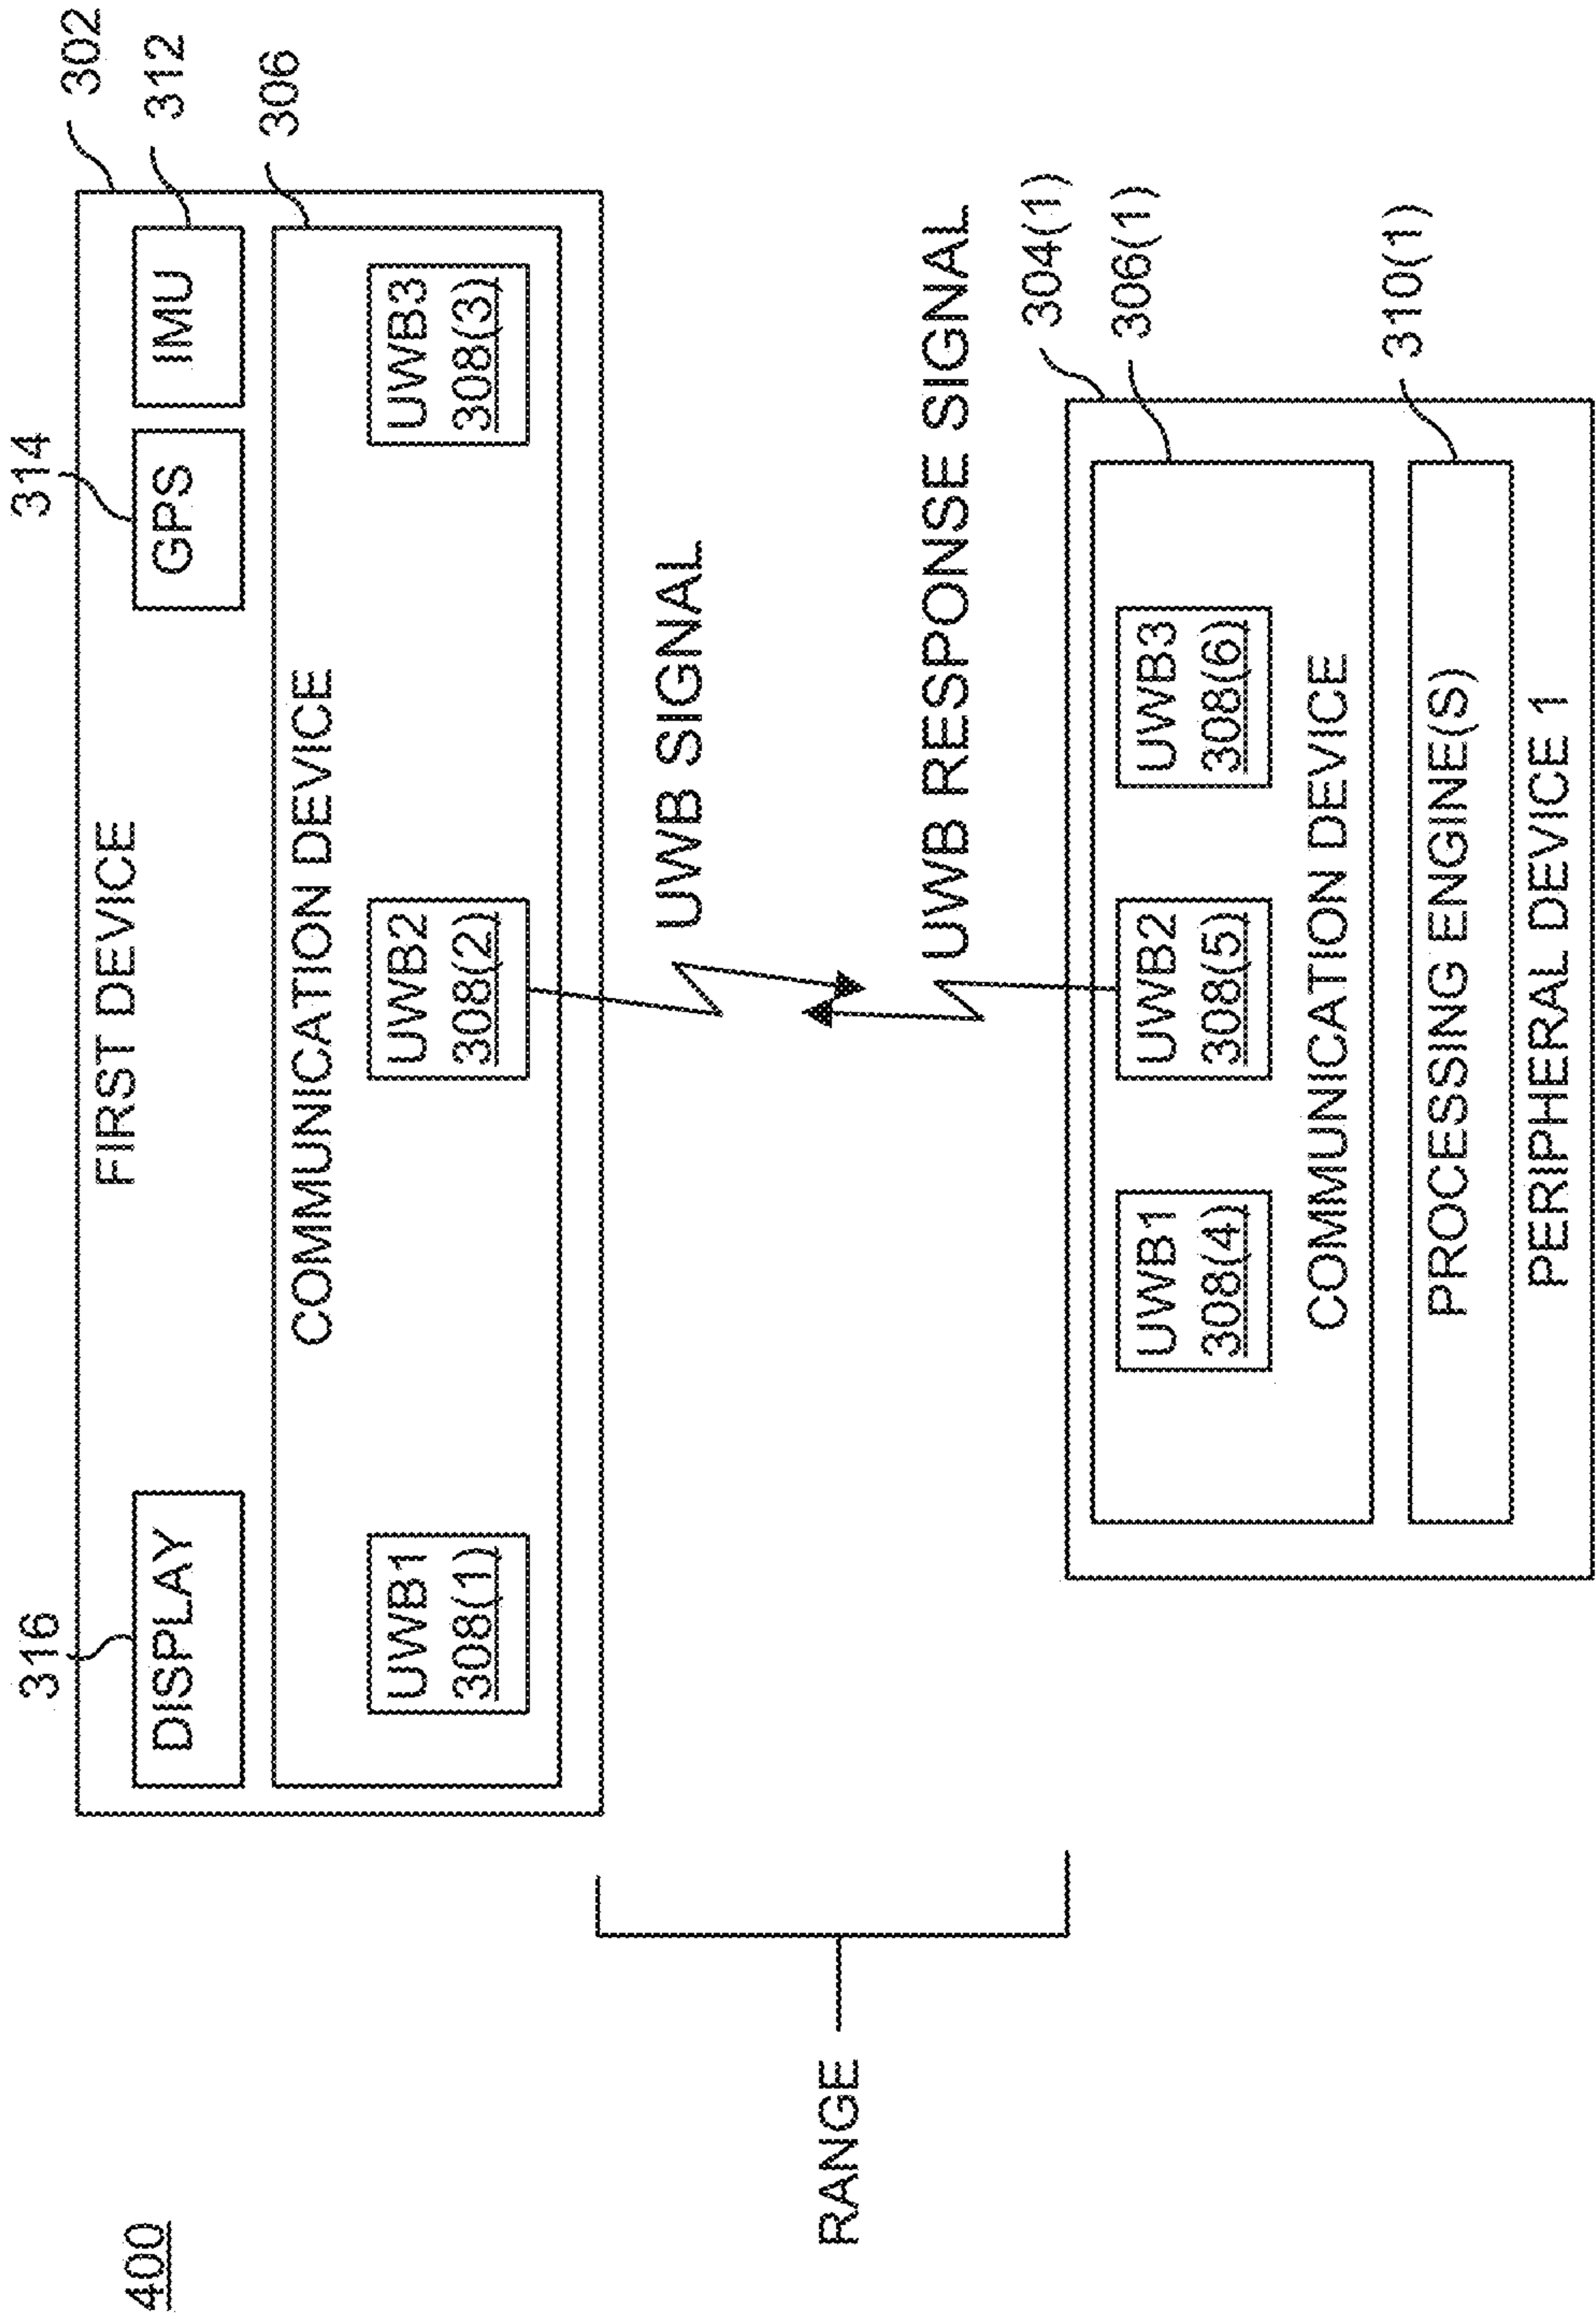 400
FIRST DEVICE
316
DISPLAY
314
GPS
IMU
302
312
306
COMMUNICATION DEVICE
UWB1
308(1)
UWB2
308(2)
UWB3
308(3)
UWB SIGNAL
RANGE
UWB RESPONSE SIGNAL
304(1)
306(1)
310(1)
UWB1
308(4)
UWB2
308(5)
UWB3
308(6)
COMMUNICATION DEVICE
PROCESSING ENGINE(S)
PERIPHERAL DEVICE 1